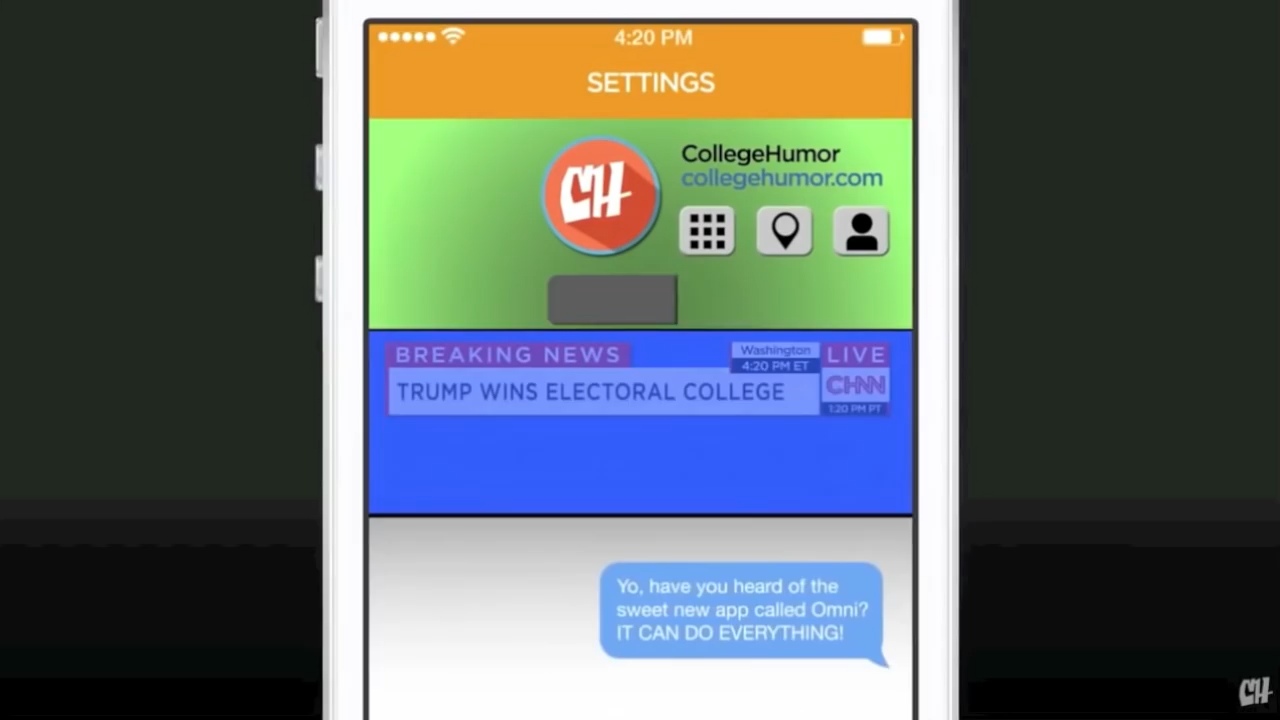 4:20 PM
SETTINGS
CH
CollegeHumor
collegehumor.com
BREAKING NEWS
Washington
4:20 PM ET
LIVE
TRUMP WINS ELECTORAL COLLEGE
CHNN
1:20 PM PT
Yo, have you heard of the
sweet new app called Omni?
IT CAN DO EVERYTHING!
CH